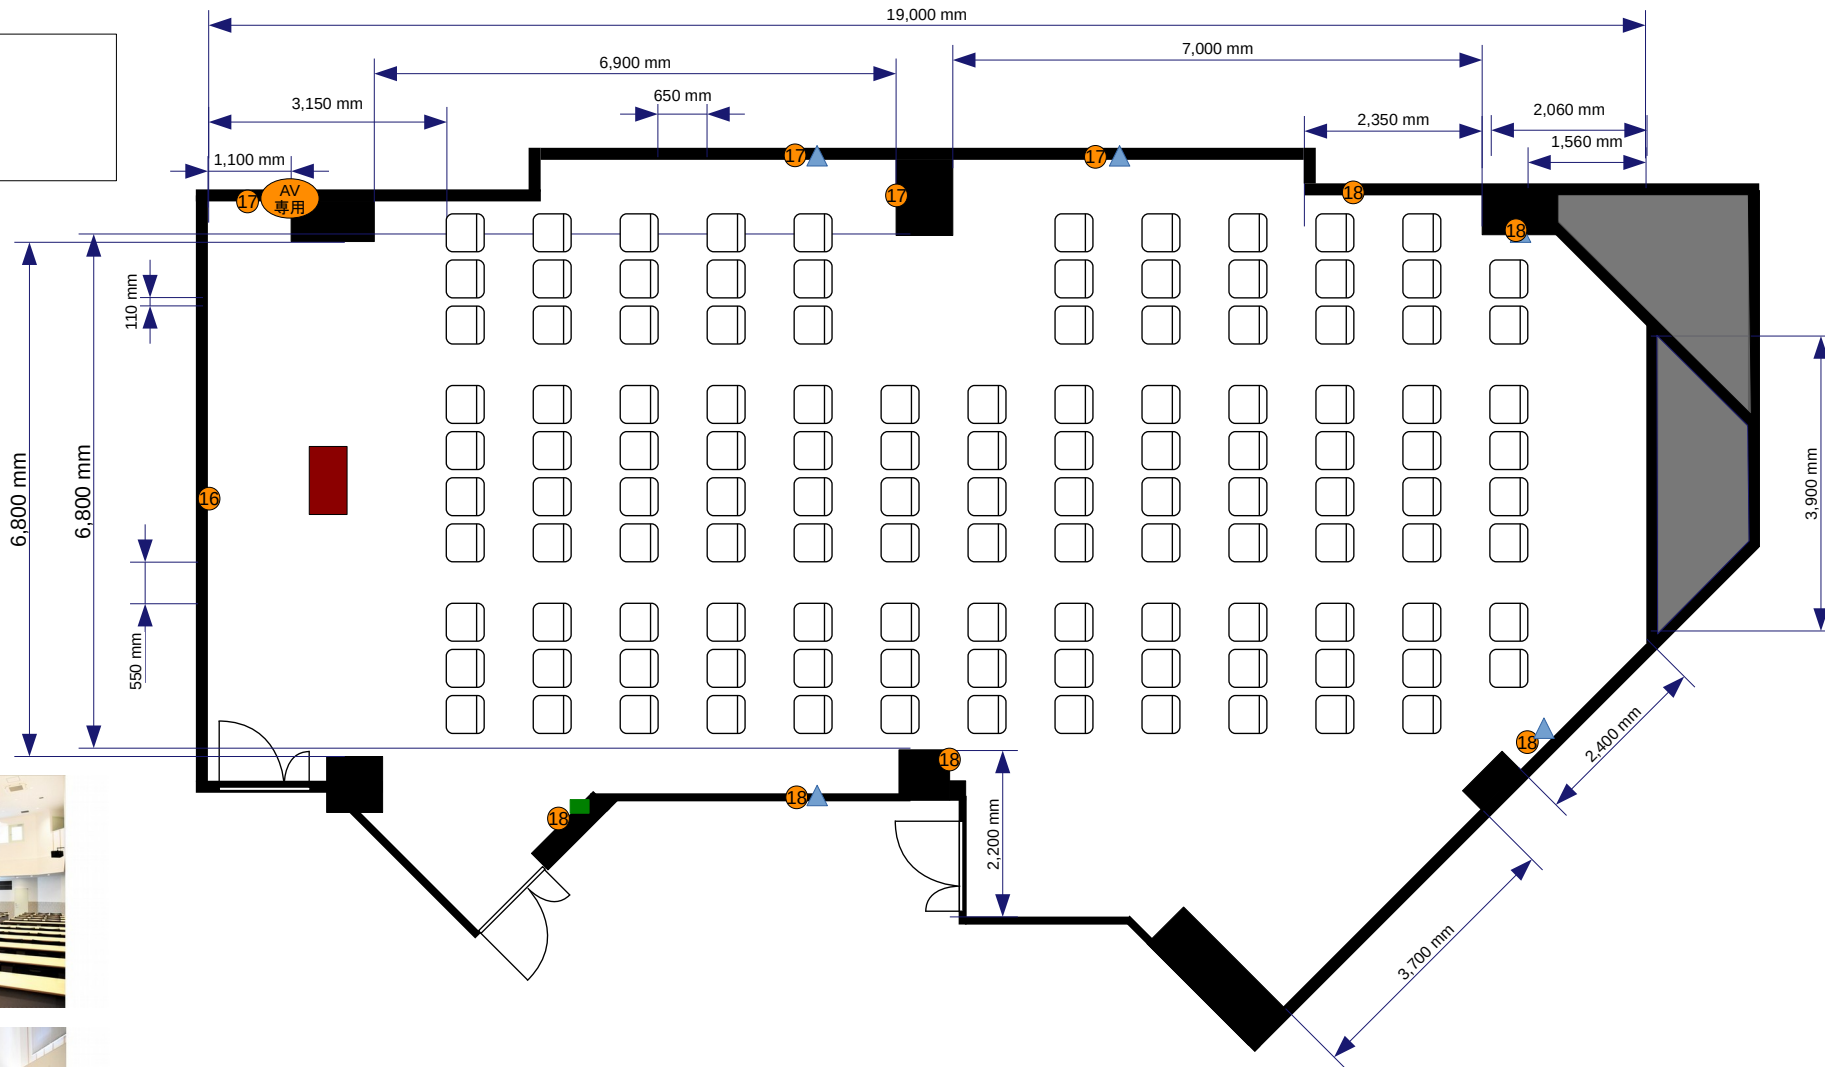 19,000 mm
7,000 mm
6,900 mm
650 mm
3,150 mm
2,060 mm
2,350 mm
1,560 mm
1,100 mm
17
17
AV
専用
17
17
18
18
110 mm
6,800 mm
6,800 mm
16
3,900 mm
550 mm
2,400 mm
18
18
18
18
2,200 mm
3,700 mm